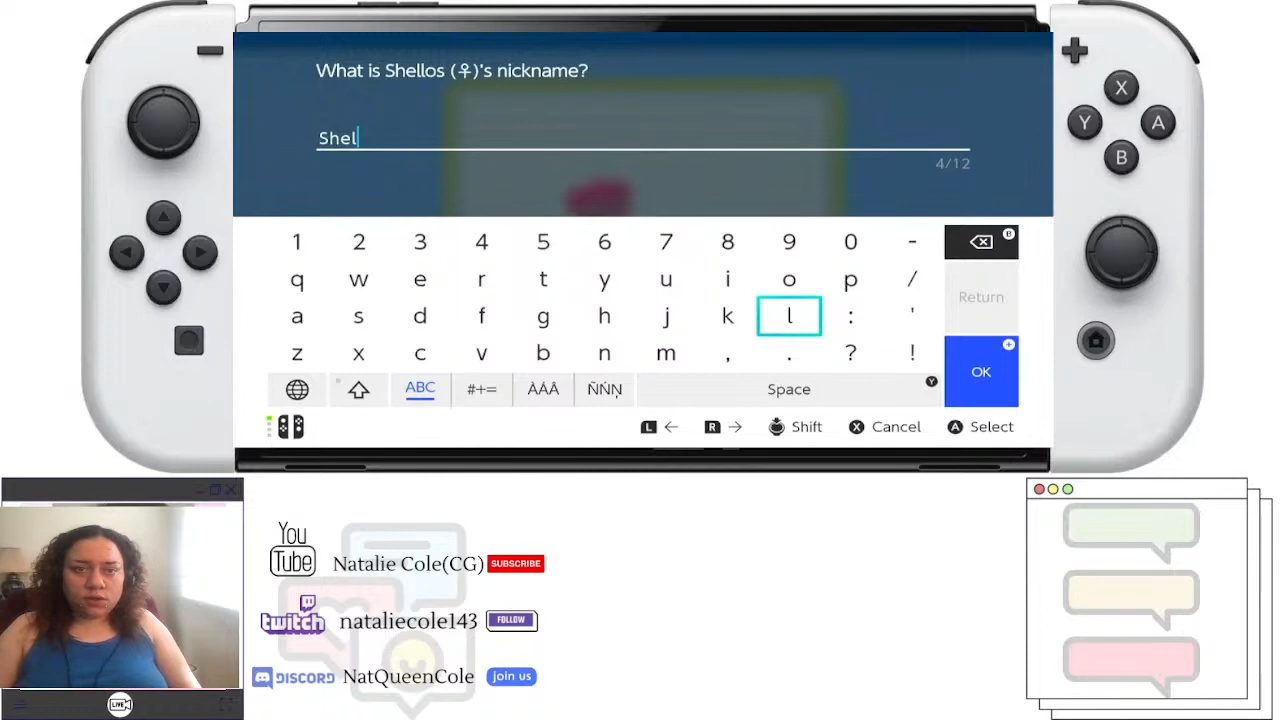 What is Shellos (♀)'s nickname?
Shel
4/12
1 2 3 4 5 6 7 8 9 0 -
q w e r t y u i o p /
Return
a s d f g h j k l : '
z x c v b n m , . ? !
OK
ABC #+= ÀÁÂ ÑŃŅ Space
L ← R → Shift X Cancel A Select
X
Y A
B
You
Tube Natalie Cole(CG) SUBSCRIBE
twitch nataliecole143 FOLLOW
DISCORD NatQueenCole Join us
LIVE